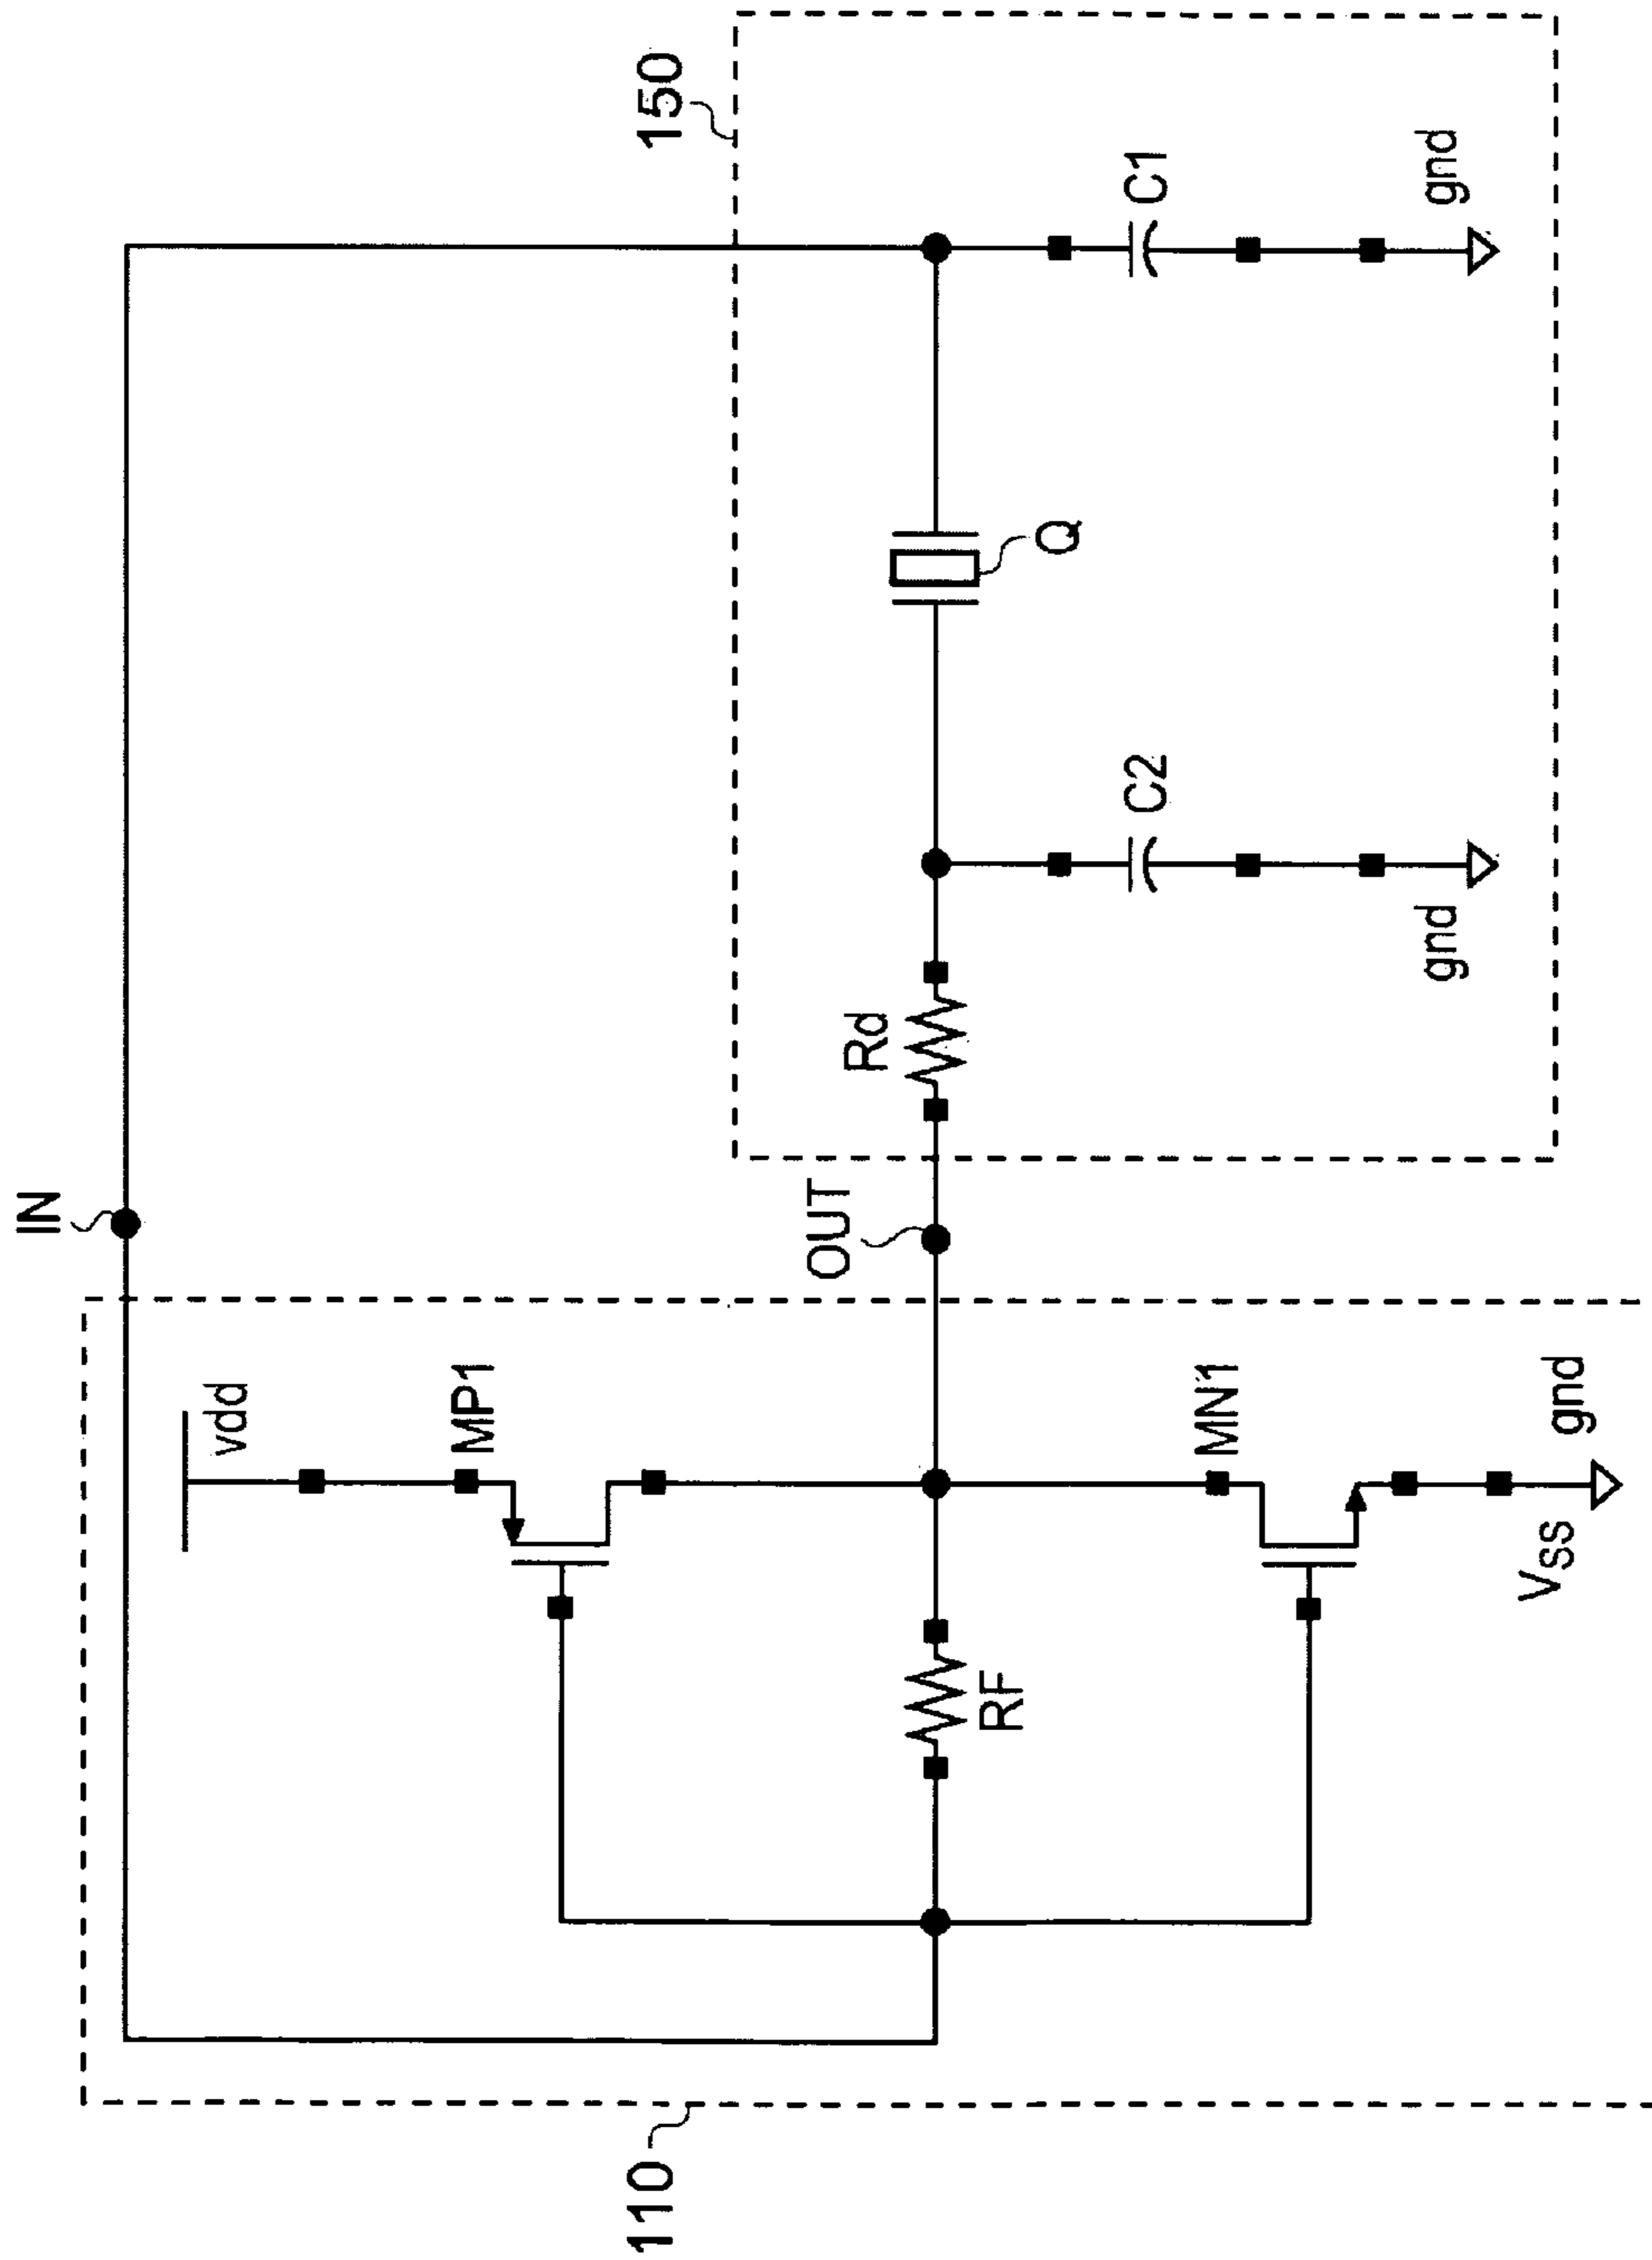 IN
150
vdd
MP1
OUT
Rd
Q
C1
C2
RF
MN1
gnd
gnd
gnd
VSS
110